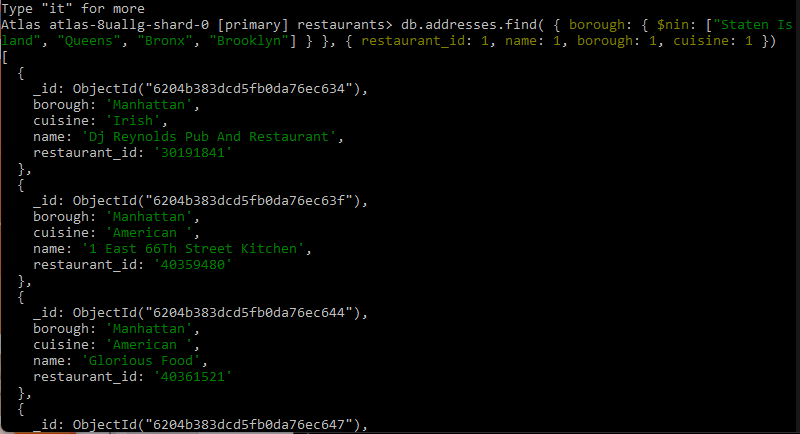 Type "it" for more
Atlas atlas-8uallg-shard-0 [primary] restaurants> db.addresses.find( { borough: { $nin: ["Staten Is
land", "Queens", "Bronx", "Brooklyn"] } }, { restaurant_id: 1, name: 1, borough: 1, cuisine: 1 })
[
  {
    _id: ObjectId("6204b383dcd5fb0da76ec634"),
    borough: 'Manhattan',
    cuisine: 'Irish',
    name: 'Dj Reynolds Pub And Restaurant',
    restaurant_id: '30191841'
  },
  {
    _id: ObjectId("6204b383dcd5fb0da76ec63f"),
    borough: 'Manhattan',
    cuisine: 'American ',
    name: '1 East 66Th Street Kitchen',
    restaurant_id: '40359480'
  },
  {
    _id: ObjectId("6204b383dcd5fb0da76ec644"),
    borough: 'Manhattan',
    cuisine: 'American ',
    name: 'Glorious Food',
    restaurant_id: '40361521'
  },
  {
    _id: ObjectId("6204b383dcd5fb0da76ec647"),